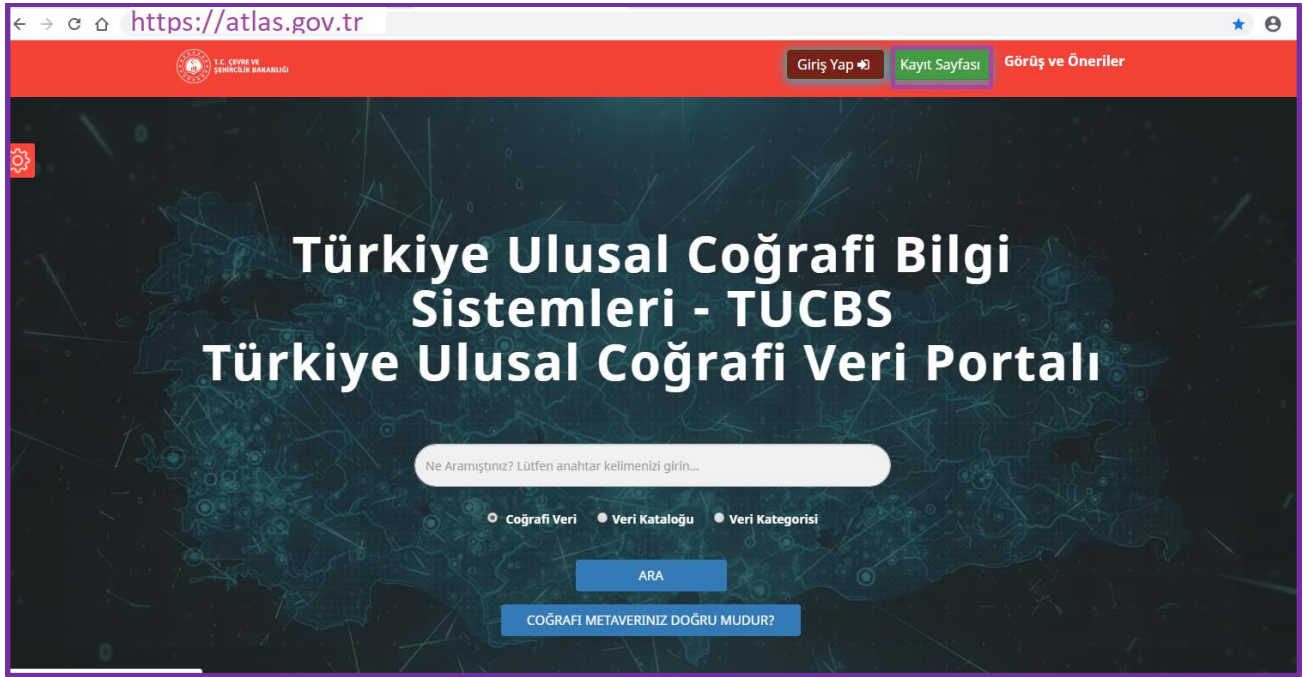 https://atlas.gov.tr
T.C. ÇEVRE VE
ŞEHİRCİLİK BAKANLIĞI
Giriş Yap
Kayıt Sayfası
Görüş ve Öneriler
Türkiye Ulusal Coğrafi Bilgi
Sistemleri - TUCBS
Türkiye Ulusal Coğrafi Veri Portalı
Ne Aramıştınız? Lütfen anahtar kelimenizi girin...
Coğrafi Veri
Veri Kataloğu
Veri Kategorisi
ARA
COĞRAFI METAVERINIZ DOĞRU MUDUR?